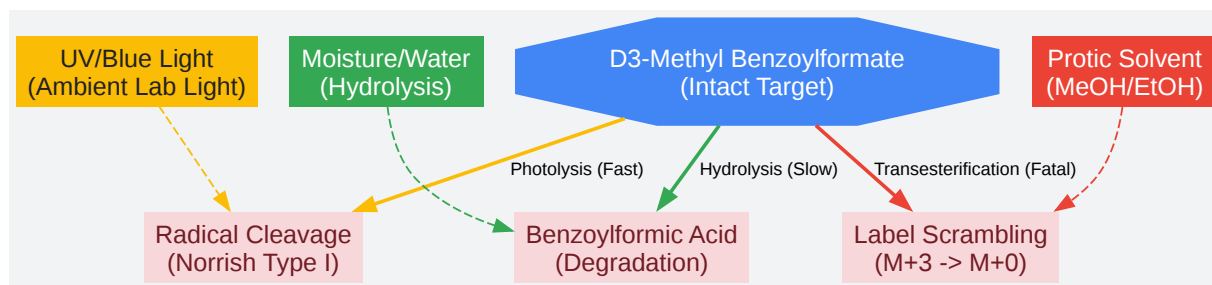 UV/Blue Light
(Ambient Lab Light)
Moisture/Water
(Hydrolysis)
D3-Methyl Benzoylformate
(Intact Target)
Protic Solvent
(MeOH/EtOH)
Photolysis (Fast)
Hydrolysis (Slow)
Transesterification (Fatal)
Radical Cleavage
(Norrish Type I)
Benzoylformic Acid
(Degradation)
Label Scrambling
(M+3 -> M+0)